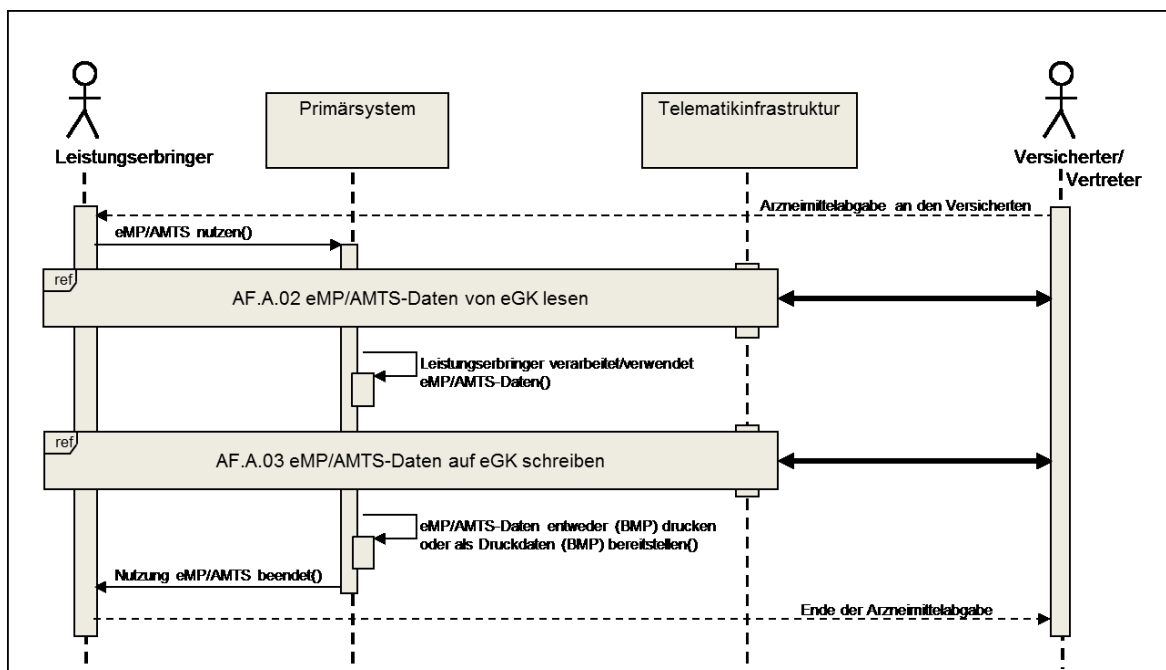 Primärsystem
Telematikinfrastruktur
Leistungserbringer
Versicherter/
Vertreter
Arzneimittelabgabe an den Versicherten
eMP/AMTS nutzen()
ref
AF.A.02 eMP/AMTS-Daten von eGK lesen
Leistungserbringer verarbeitet/verwendet
eMP/AMTS-Daten()
ref
AF.A.03 eMP/AMTS-Daten auf eGK schreiben
eMP/AMTS-Daten entweder (BMP) drucken
oder als Druckdaten (BMP) bereitstellen()
Nutzung eMP/AMTS beendet()
Ende der Arzneimittelabgabe